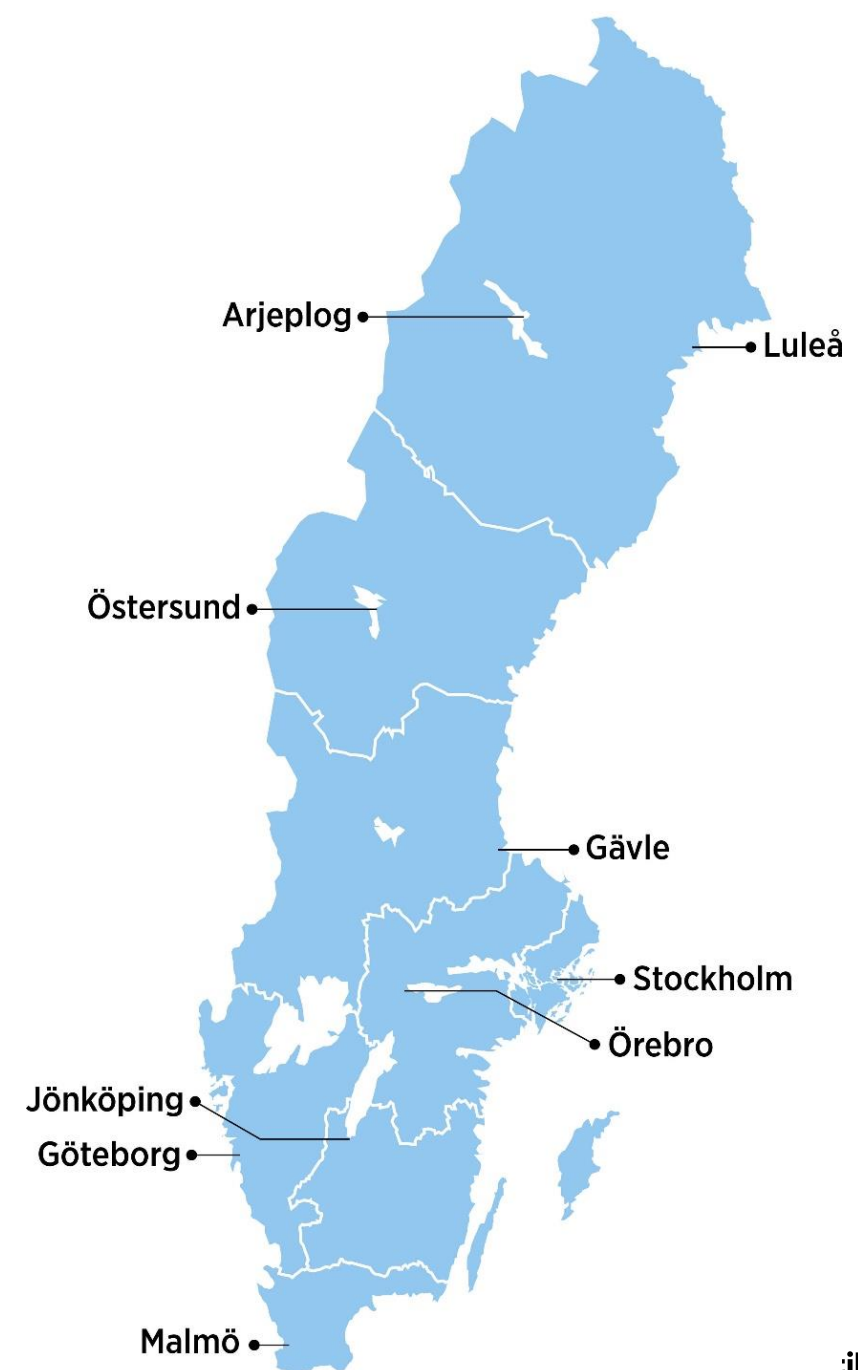 Arjeplog
Luleå
Östersund
Gävle
Stockholm
Örebro
Jönköping
Göteborg
Malmö